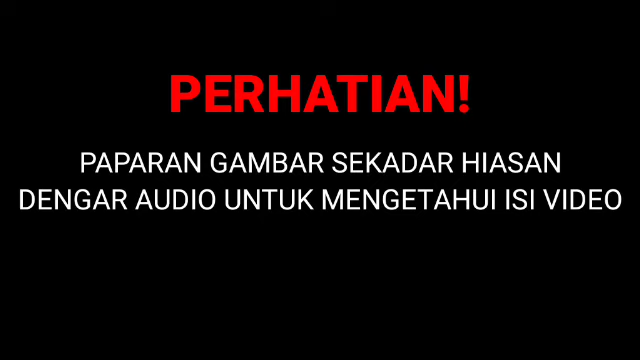 PERHATIAN!
PAPARAN GAMBAR SEKADAR HIASAN
DENGAR AUDIO UNTUK MENGETAHUI ISI VIDEO